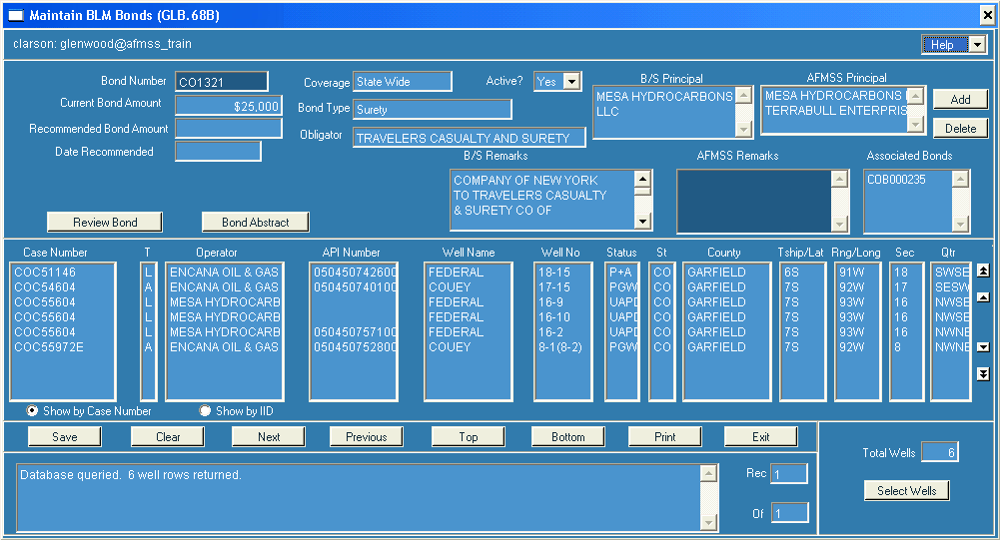 Maintain BLM Bonds (GLB.68B)
clarson: glenwood@afmss_train
Help
Bond Number CO1321 Coverage State Wide Active? Yes B/S Principal AFMSS Principal
Current Bond Amount $25,000 Bond Type Surety MESA HYDROCARBONS MESA HYDROCARBONS Add
LLC TERRABULL ENTERPRIS
Recommended Bond Amount Obligator TRAVELERS CASUALTY AND SURETY Delete
Date Recommended B/S Remarks AFMSS Remarks Associated Bonds
COMPANY OF NEW YORK COB000235
TO TRAVELERS CASUALTY
& SURETY CO OF
Review Bond Bond Abstract
Case Number T Operator API Number Well Name Well No Status St County Tship/Lat Rng/Long Sec Qtr
COC51146 L ENCANA OIL & GAS 050450742600 FEDERAL 18-15 P+A CO GARFIELD 6S 91W 18 SWSE
COC54604 A ENCANA OIL & GAS 050450740100 COUEY 17-15 PGW CO GARFIELD 7S 92W 17 SESW
COC55604 L MESA HYDROCARB FEDERAL 16-9 UAPD CO GARFIELD 7S 93W 16 NWSE
COC55604 L MESA HYDROCARB FEDERAL 16-10 UAPD CO GARFIELD 7S 93W 16 NWSE
COC55604 L MESA HYDROCARB 050450757100 FEDERAL 16-2 UAPD CO GARFIELD 7S 93W 16 NWNE
COC55972E A ENCANA OIL & GAS 050450752800 COUEY 8-1(8-2) PGW CO GARFIELD 7S 92W 8 NWNE
Show by Case Number Show by IID
Save Clear Next Previous Top Bottom Print Exit
Total Wells 6
Database queried. 6 well rows returned. Rec 1
Select Wells
Of 1